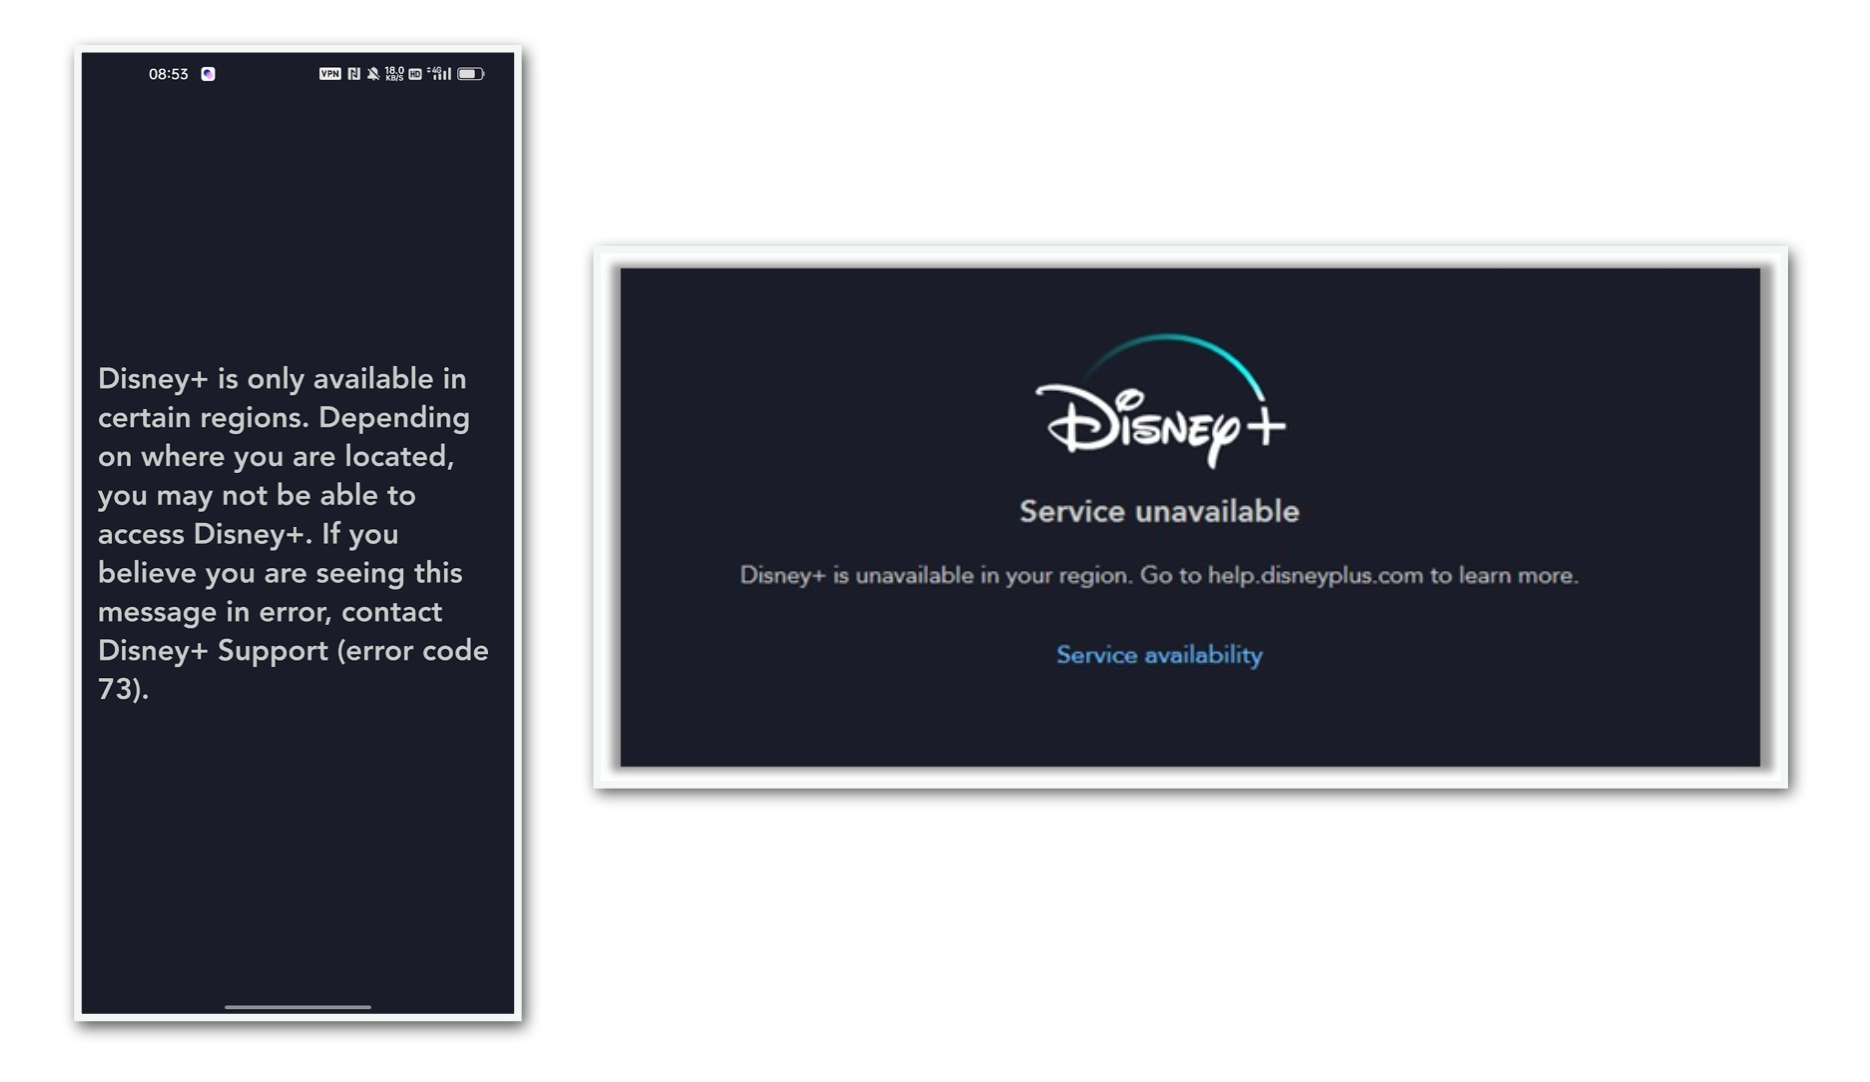 08:53 VPN 18.0 KB/S HD 4G
Disney+ is only available in
certain regions. Depending
on where you are located,
you may not be able to
access Disney+. If you
believe you are seeing this
message in error, contact
Disney+ Support (error code
73).
Disney+
Service unavailable
Disney+ is unavailable in your region. Go to help.disneyplus.com to learn more.
Service availability